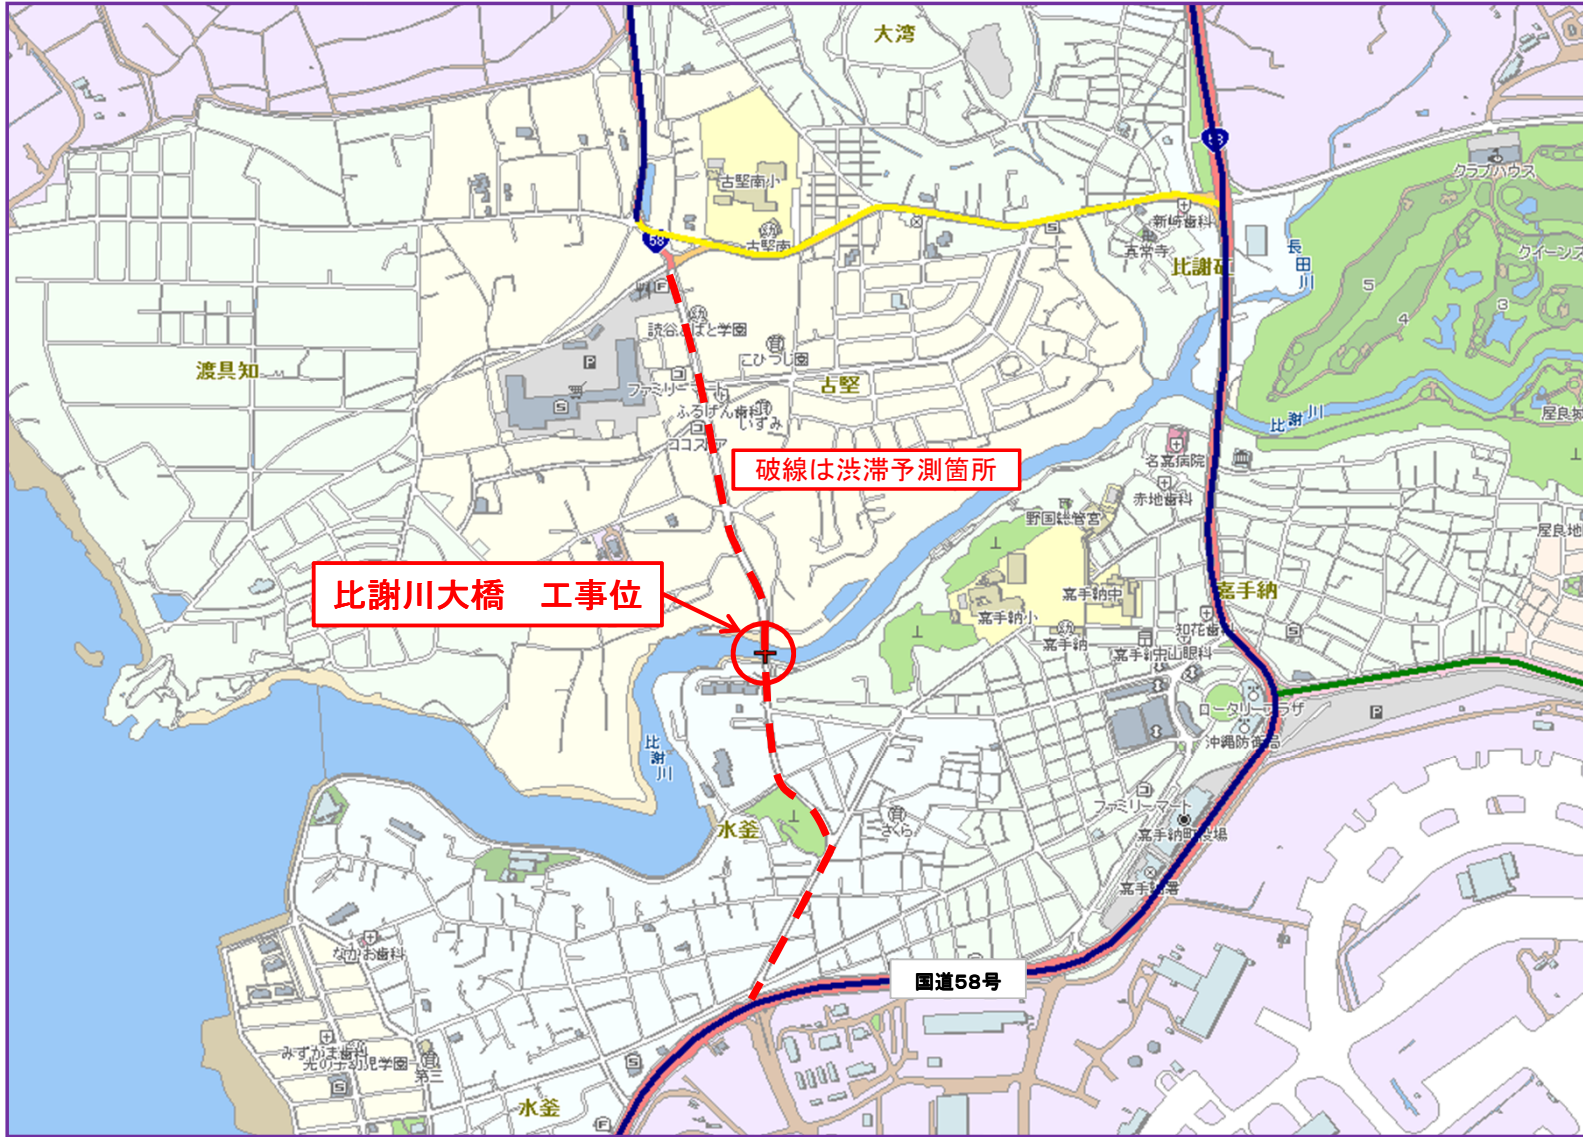 大湾
58
クラブハウス
古堅南小
新崎歯科
58
古堅南
真常寺
長田川
クイーンズ
比謝矼
5
3
4
F
読谷みどりと学園
こひつじ園
P
渡具知
古堅
ファミリーマート
S
ふるげん歯科
いずみ
比謝川
屋良城
ココストア
名嘉病院
破線は渋滞予測箇所
赤地歯科
野国総管宮
屋良地
比謝川大橋 工事位
嘉手納中
嘉手納
嘉手納小
知花歯科
嘉手納
中山眼科
ロータリープラザ
P
比謝川
沖縄防衛局
ファミリーマート
水釜
さら
嘉手納町役場
嘉手納署
なかお歯科
国道58号
みずがま歯科
光の子幼児学園
第三
S
水釜
F